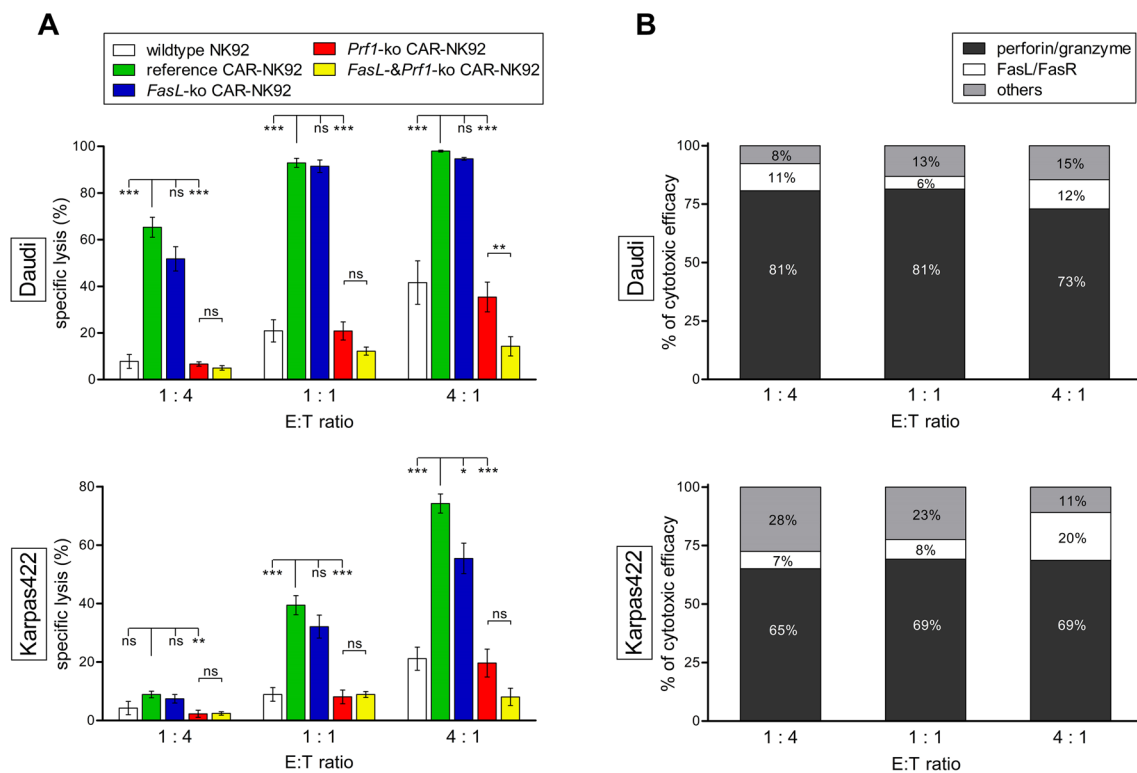 A
wildtype NK92
reference CAR-NK92
FasL-ko CAR-NK92
Prf1-ko CAR-NK92
FasL-&Prf1-ko CAR-NK92
Daudi
specific lysis (%)
100
80
60
40
20
0
*** ns ***
ns
*** ns ***
ns
*** ns ***
**
1 : 4 1 : 1 4 : 1
E:T ratio
Karpas422
specific lysis (%)
80
60
40
20
0
ns ns **
ns
*** ns ***
ns
*** * ***
ns
1 : 4 1 : 1 4 : 1
E:T ratio
B
perforin/granzyme
FasL/FasR
others
Daudi
% of cytotoxic efficacy
100
75
50
25
0
8% 13% 15%
11% 6% 12%
81% 81% 73%
1 : 4 1 : 1 4 : 1
E:T ratio
Karpas422
% of cytotoxic efficacy
100
75
50
25
0
28% 23% 11%
7% 8% 20%
65% 69% 69%
1 : 4 1 : 1 4 : 1
E:T ratio